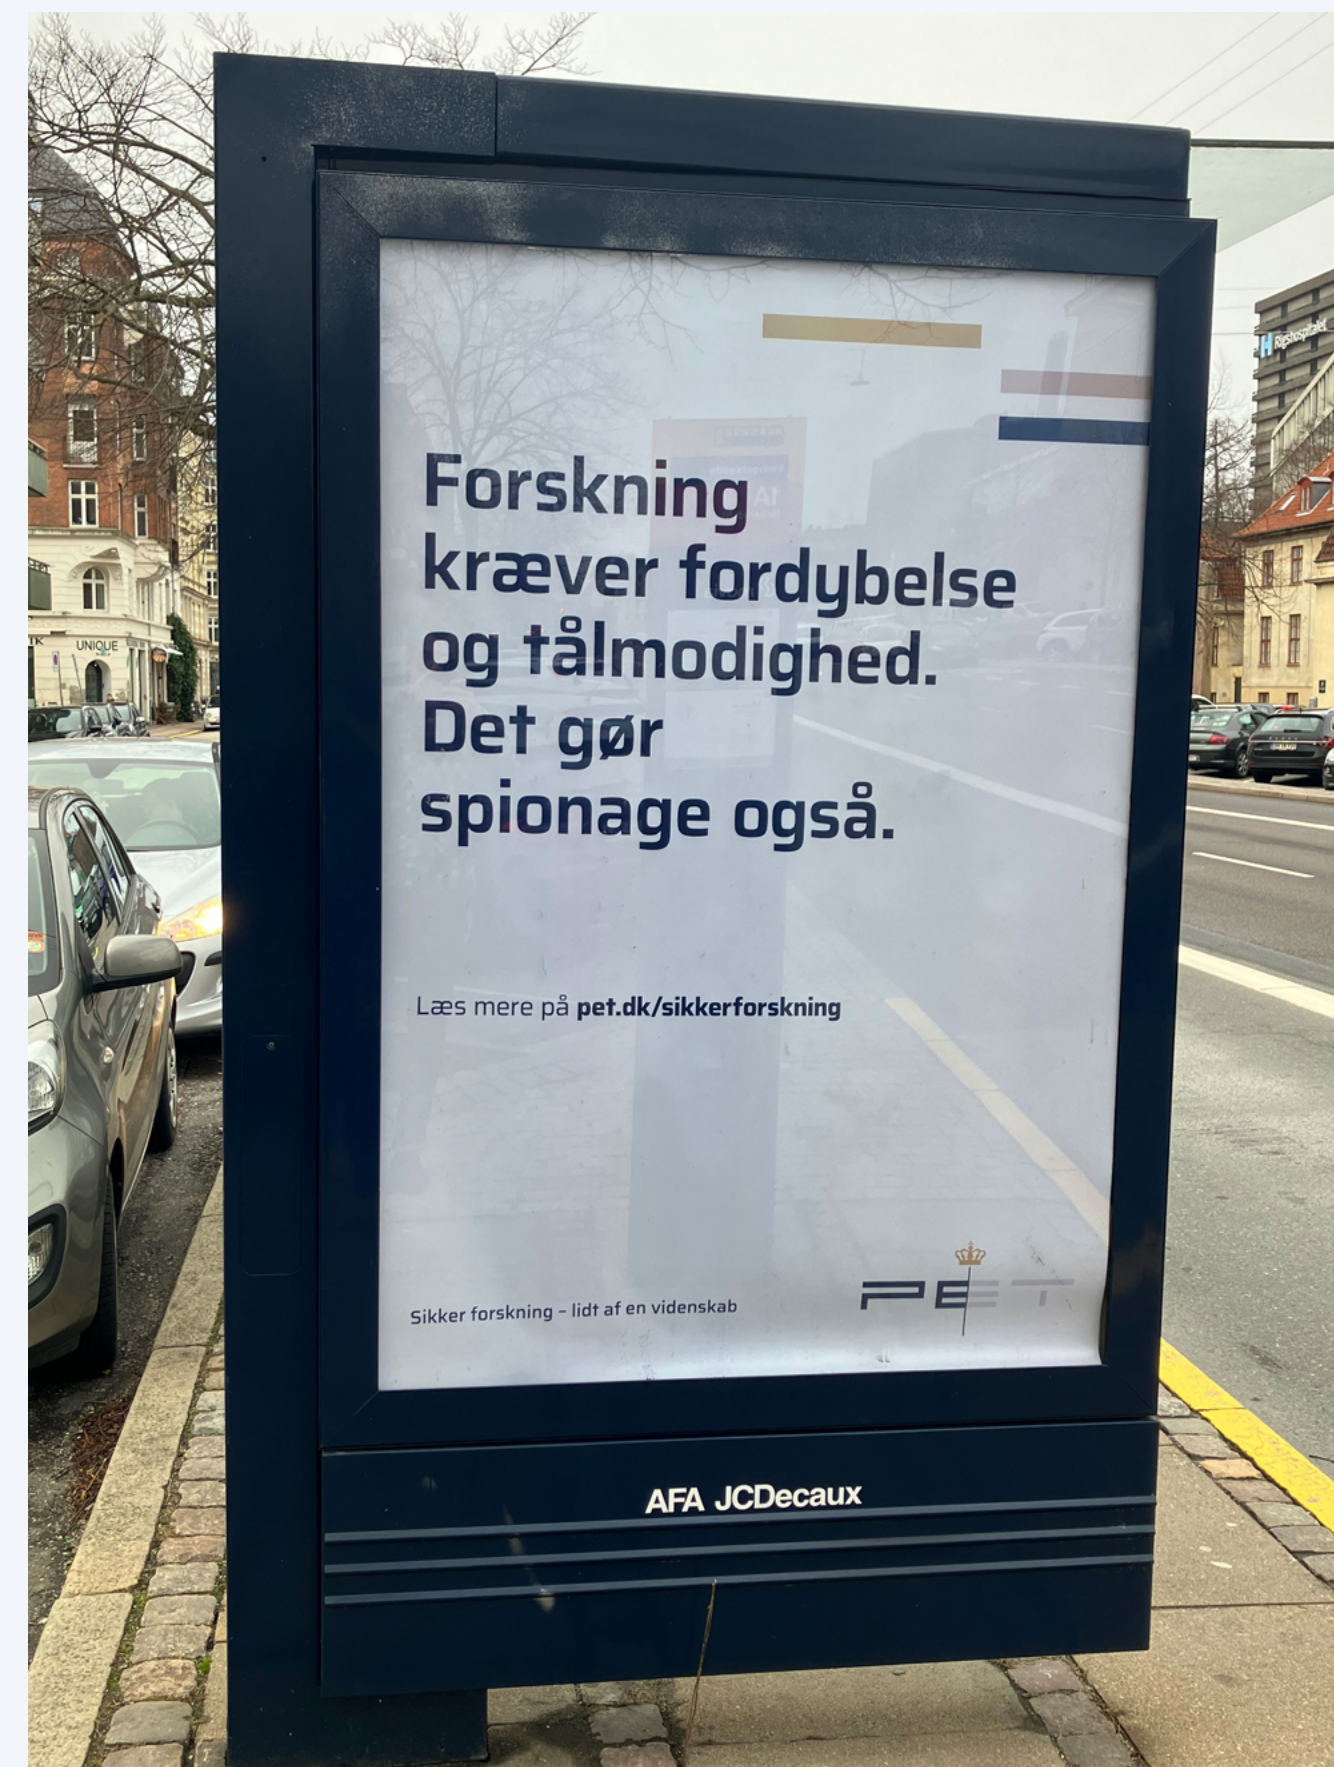 Forskning
kræver fordybelse
og tålmodighed.
Det gør
spionage også.
Læs mere på pet.dk/sikkerforskning
Sikker forskning – lidt af en videnskab
PET
AFA JCDecaux
UNIQUE
H Rigshospitalet